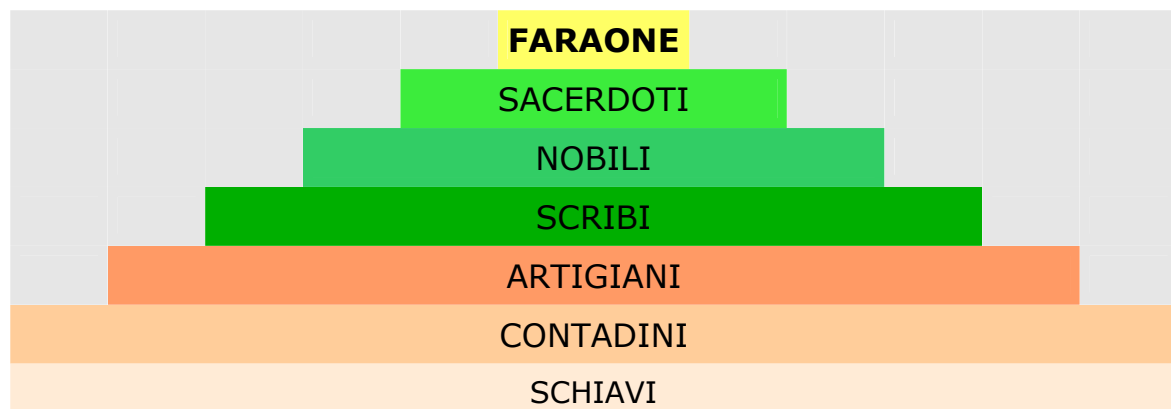 FARAONE
SACERDOTI
NOBILI
SCRIBI
ARTIGIANI
CONTADINI
SCHIAVI